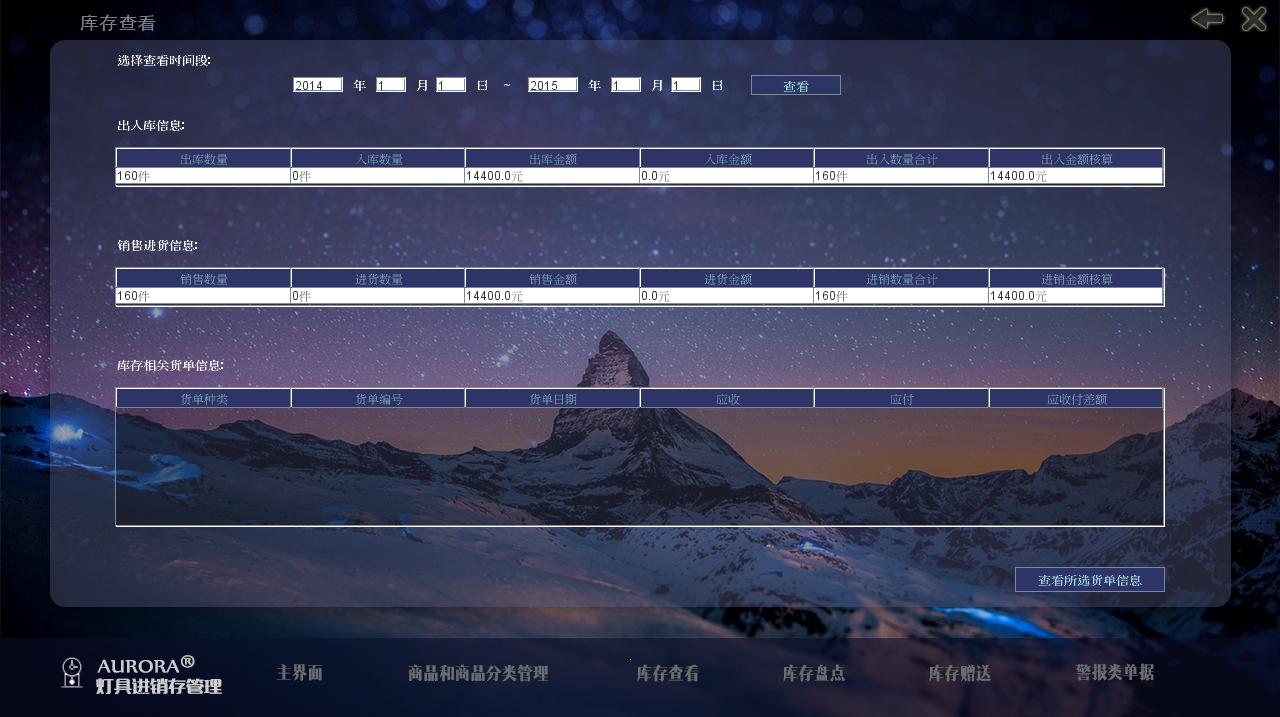 库存查看
选择查看时间段:
2014 年 1 月 1 日 ~ 2015 年 1 月 1 日 查看
出入库信息:
出库数量 入库数量 出库金额 入库金额 出入数量合计 出入金额核算
160件 0件 14400.0元 0.0元 160件 14400.0元
销售进货信息:
销售数量 进货数量 销售金额 进货金额 进销数量合计 进销金额核算
160件 0件 14400.0元 0.0元 160件 14400.0元
库存相关货单信息:
货单种类 货单编号 货单日期 应收 应付 应收付差额
查看所选货单信息
AURORA®
灯具进销存管理
主界面 商品和商品分类管理 库存查看 库存盘点 库存赠送 警报类单据